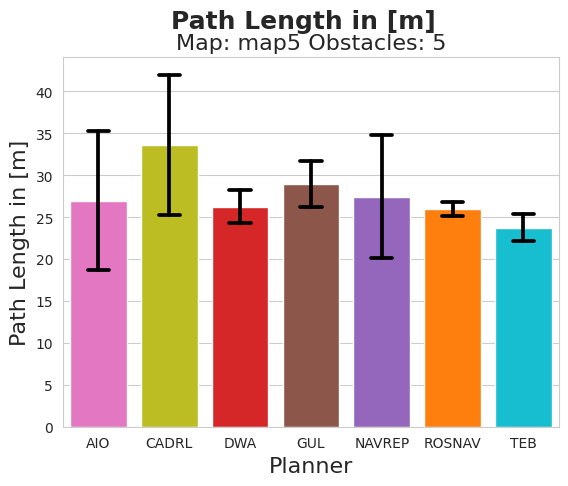 Path Length in [m]
Map: map5 Obstacles: 5
Path Length in [m]
40
35
30
25
20
15
10
5
0
AIO CADRL DWA GUL NAVREP ROSNAV TEB
Planner